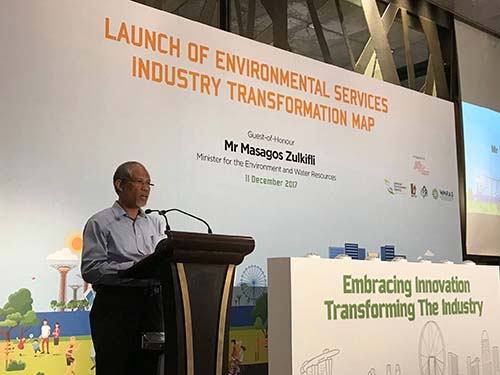 LAUNCH OF ENVIRONMENTAL SERVICES
INDUSTRY TRANSFORMATION MAP
Guest-of-Honour
Mr Masagos Zulkifli
Minister for the Environment and Water Resources
11 December 2017
WMRAS
Embracing Innovation
Transforming The Industry